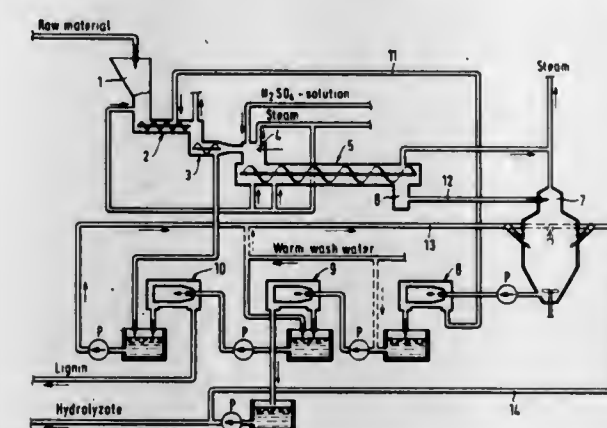 Raw material
11
Steam
H2SO4 - solution
Steam
1
4
5
2
3
6
12
7
13
Warm wash water
10
9
8
P
P
P
P
Lignin
Hydrolyzate
P
14